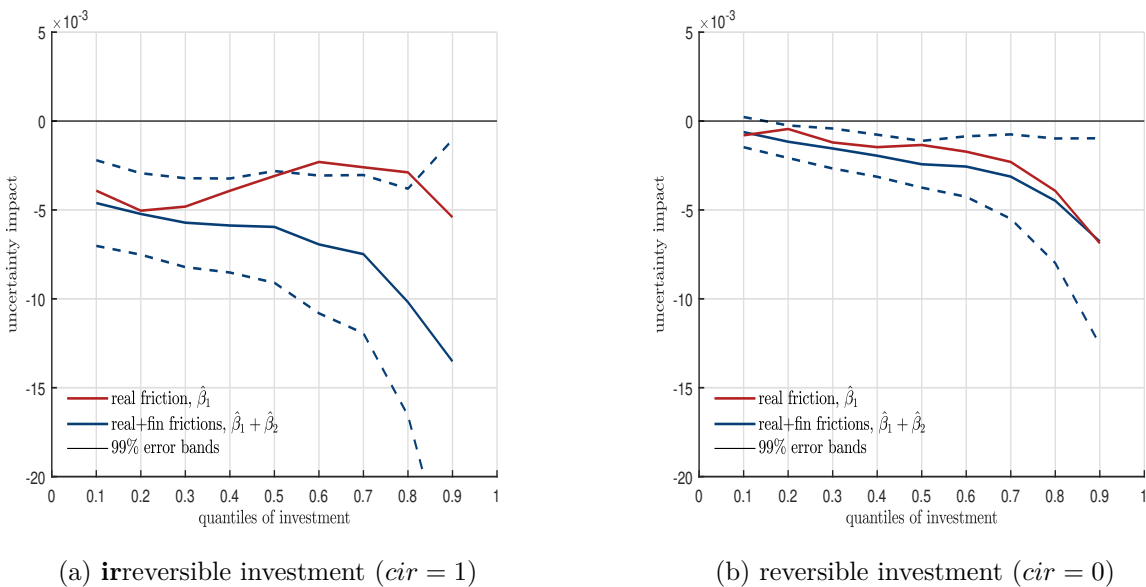 ×10⁻³
5
0
-5
-10
-15
-20
uncertainty impact
real friction, β̂₁
real+fin frictions, β̂₁ + β̂₂
99% error bands
0 0.1 0.2 0.3 0.4 0.5 0.6 0.7 0.8 0.9 1
quantiles of investment
(a) irreversible investment (cir = 1)
×10⁻³
5
0
-5
-10
-15
-20
uncertainty impact
real friction, β̂₁
real+fin frictions, β̂₁ + β̂₂
99% error bands
0 0.1 0.2 0.3 0.4 0.5 0.6 0.7 0.8 0.9 1
quantiles of investment
(b) reversible investment (cir = 0)